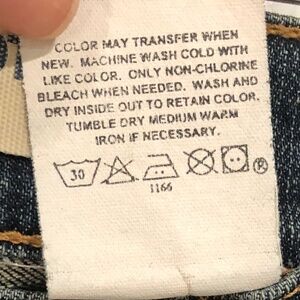 COLOR MAY TRANSFER WHEN
NEW. MACHINE WASH COLD WITH
LIKE COLOR. ONLY NON-CHLORINE
BLEACH WHEN NEEDED. WASH AND
DRY INSIDE OUT TO RETAIN COLOR.
TUMBLE DRY MEDIUM WARM
IRON IF NECESSARY.
30 ®
1166